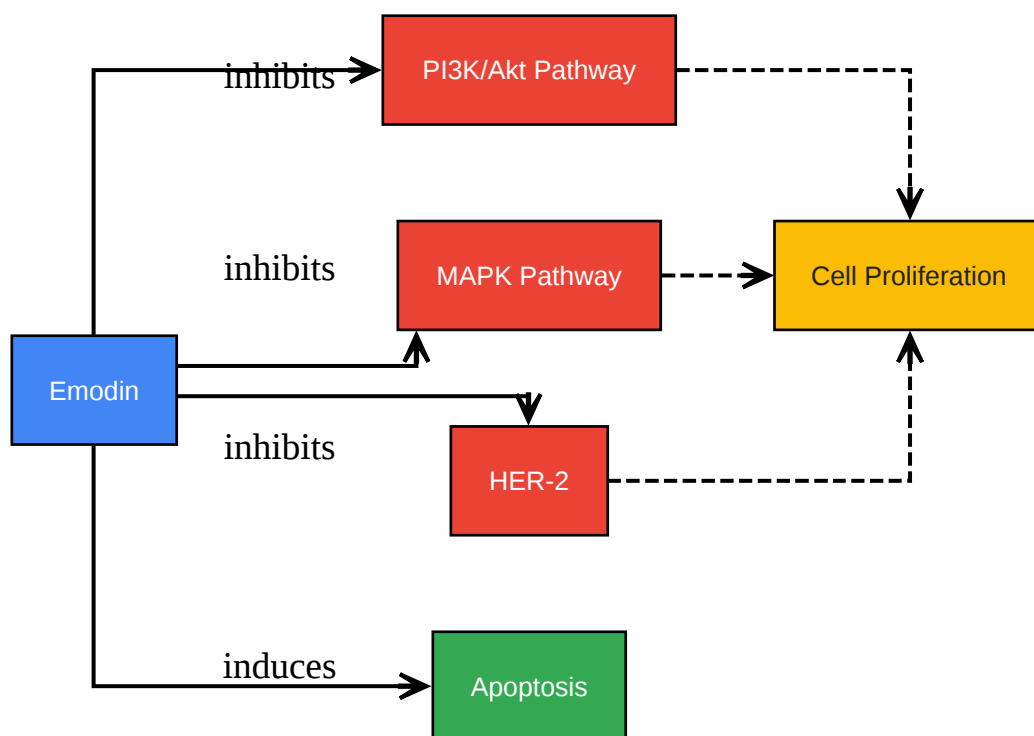 inhibits
PI3K/Akt Pathway
inhibits
MAPK Pathway
Cell Proliferation
Emodin
inhibits
HER-2
induces
Apoptosis